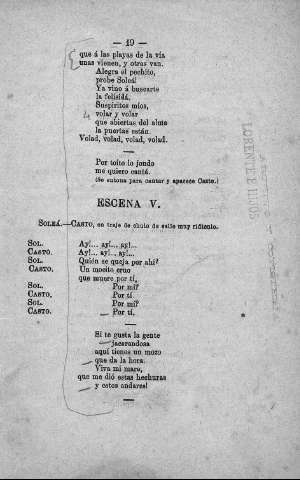 — 19 —
que á las playas de la via
unas vienen, y otras van.
Alegra el pechito,
probe Soleá!
Ya vino á buscarte
la felisidá.
Suspiritos mios,
volar y volar
que abiertas del alma
la puertas están.
Volad, volad, volad, volad.
Por toito lo jondo
me quiero cantá.
(Se entona para cantar y aparece Casto.)
ESCENA V.
SOLEÁ.—CASTO, en traje de chulo de sesle muy ridículo.
SOL. Ay!... ay!... ay!...
CASTO. Ay!... ay!... ay!...
SOL. Quién se queja por ahí?
CASTO. Un mocito cruo
que muere por tí,
SOL. Por mí?
CASTO. Por tí
SOL. Por mí?
CASTO. Por tí.
Si te gusta la gente
jacarandosa
aquí tienes un mozo
que da la hora.
Viva mi mare,
que me dió estas hechuras
y estos andares!
LORENTE E HIJOS